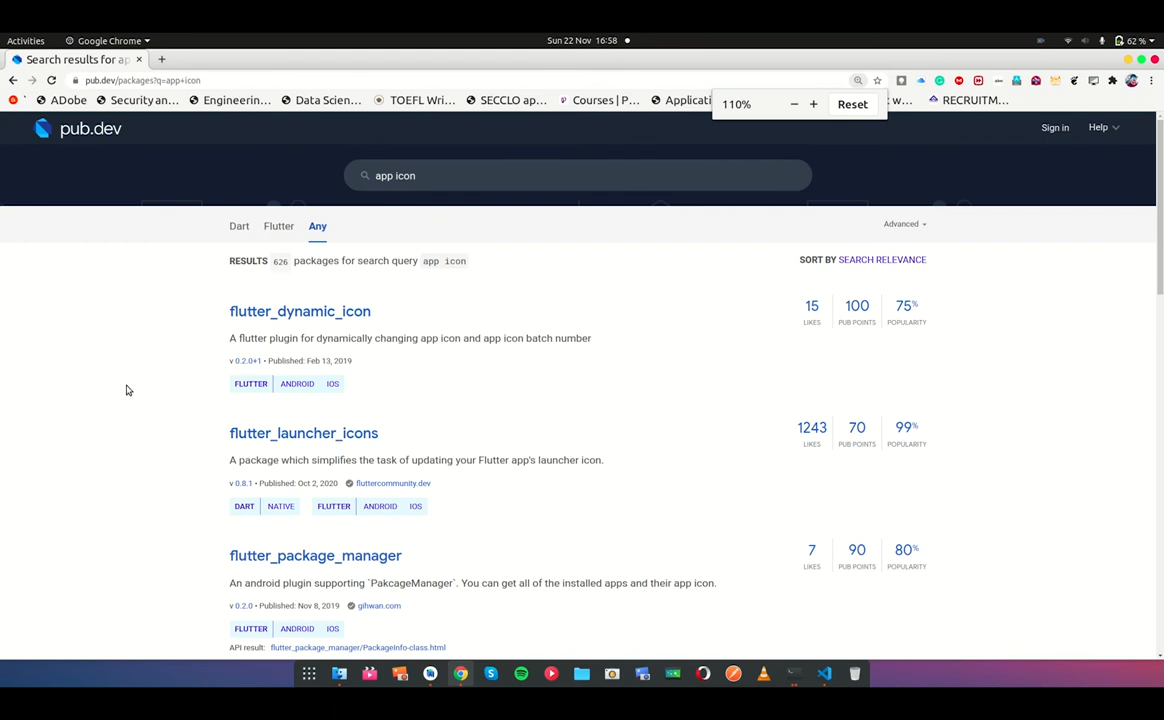 Activities Google Chrome Sun 22 Nov 16:58 62 %
Search results for ap
pub.dev/packages?q=app+icon
ADobe Security an... Engineerin... Data Scien... TOEFL Wri... SECCLO ap... Courses | P... Applicati w... RECRUITM...
110% − + Reset
pub.dev Sign in Help
app icon
Dart Flutter Any Advanced
RESULTS 626 packages for search query app icon SORT BY SEARCH RELEVANCE
flutter_dynamic_icon 15 100 75%
LIKES PUB POINTS POPULARITY
A flutter plugin for dynamically changing app icon and app icon batch number
v 0.2.0+1 • Published: Feb 13, 2019
FLUTTER ANDROID IOS
flutter_launcher_icons 1243 70 99%
LIKES PUB POINTS POPULARITY
A package which simplifies the task of updating your Flutter app's launcher icon.
v 0.8.1 • Published: Oct 2, 2020 fluttercommunity.dev
DART NATIVE FLUTTER ANDROID IOS
flutter_package_manager 7 90 80%
LIKES PUB POINTS POPULARITY
An android plugin supporting `PakcageManager`. You can get all of the installed apps and their app icon.
v 0.2.0 • Published: Nov 8, 2019 gihwan.com
FLUTTER ANDROID IOS
API result: flutter_package_manager/PackageInfo-class.html